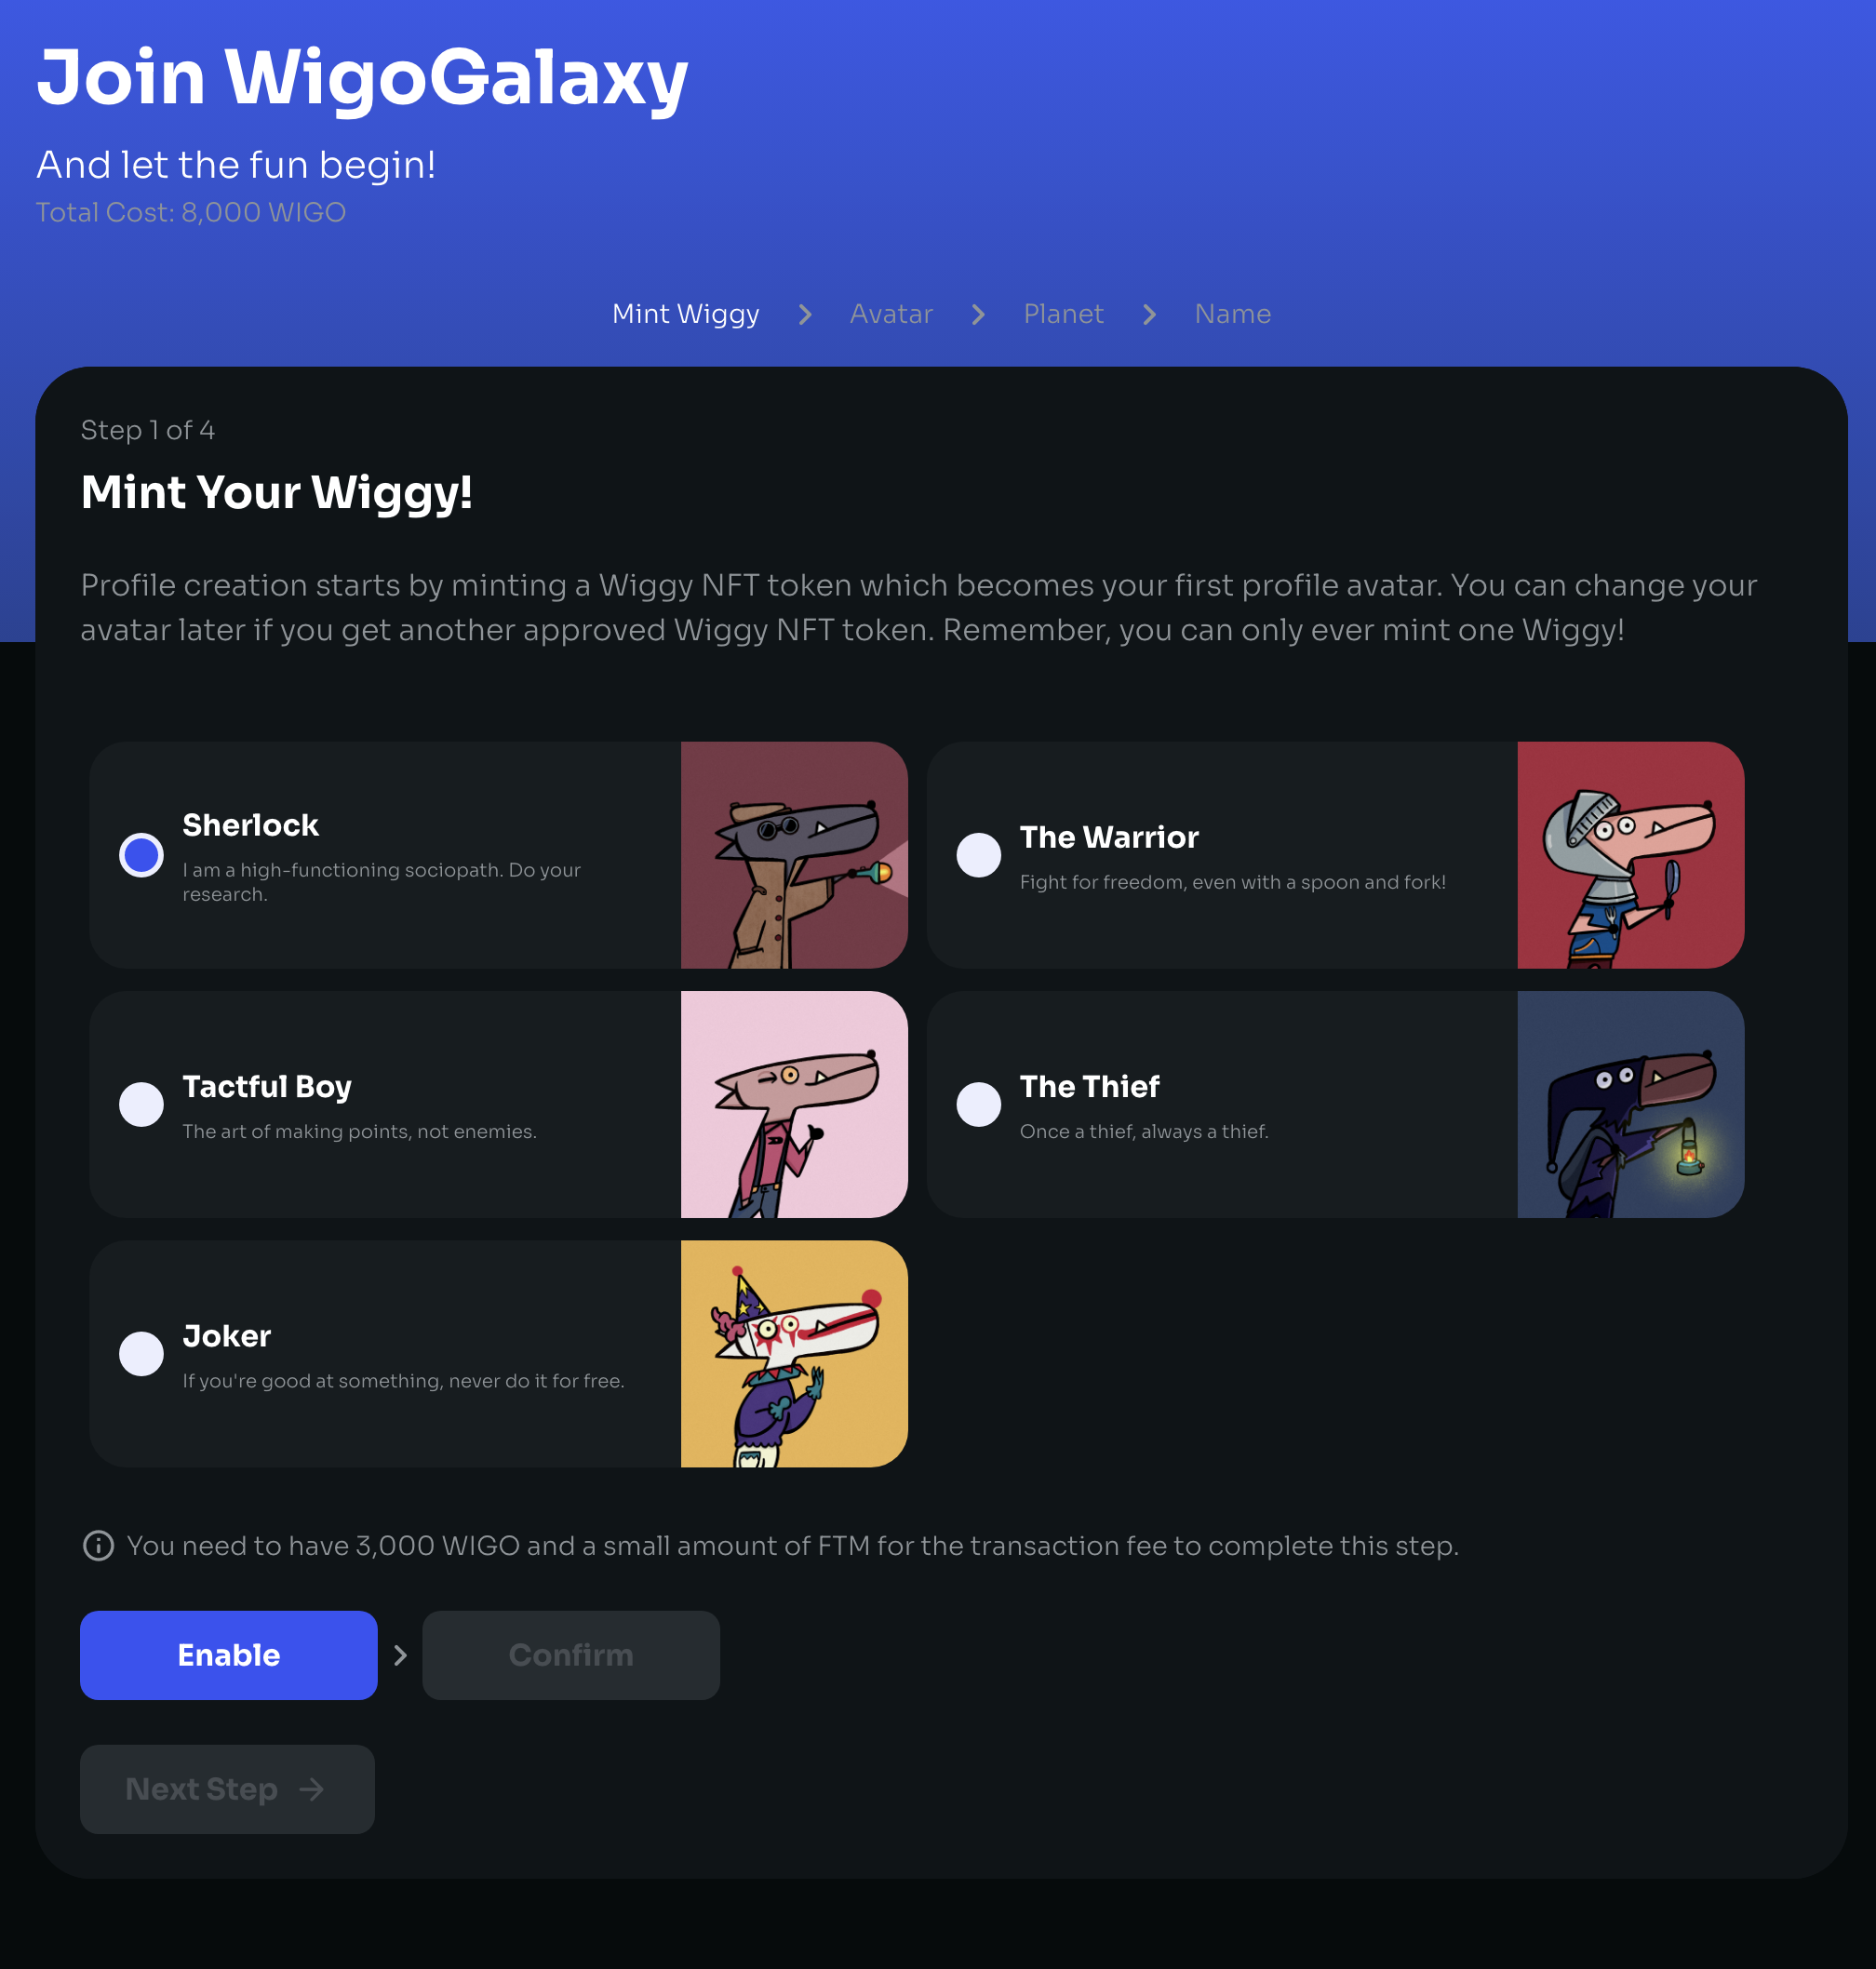 Join WigoGalaxy
And let the fun begin!
Total Cost: 8,000 WIGO
Mint Wiggy
Avatar
Planet
Name
Step 1 of 4
Mint Your Wiggy!
Profile creation starts by minting a Wiggy NFT token which becomes your first profile avatar. You can change your
avatar later if you get another approved Wiggy NFT token. Remember, you can only ever mint one Wiggy!
Sherlock
I am a high-functioning sociopath. Do your
research.
The Warrior
Fight for freedom, even with a spoon and fork!
Tactful Boy
The art of making points, not enemies.
The Thief
Once a thief, always a thief.
Joker
If you're good at something, never do it for free.
You need to have 3,000 WIGO and a small amount of FTM for the transaction fee to complete this step.
Enable
Confirm
Next Step